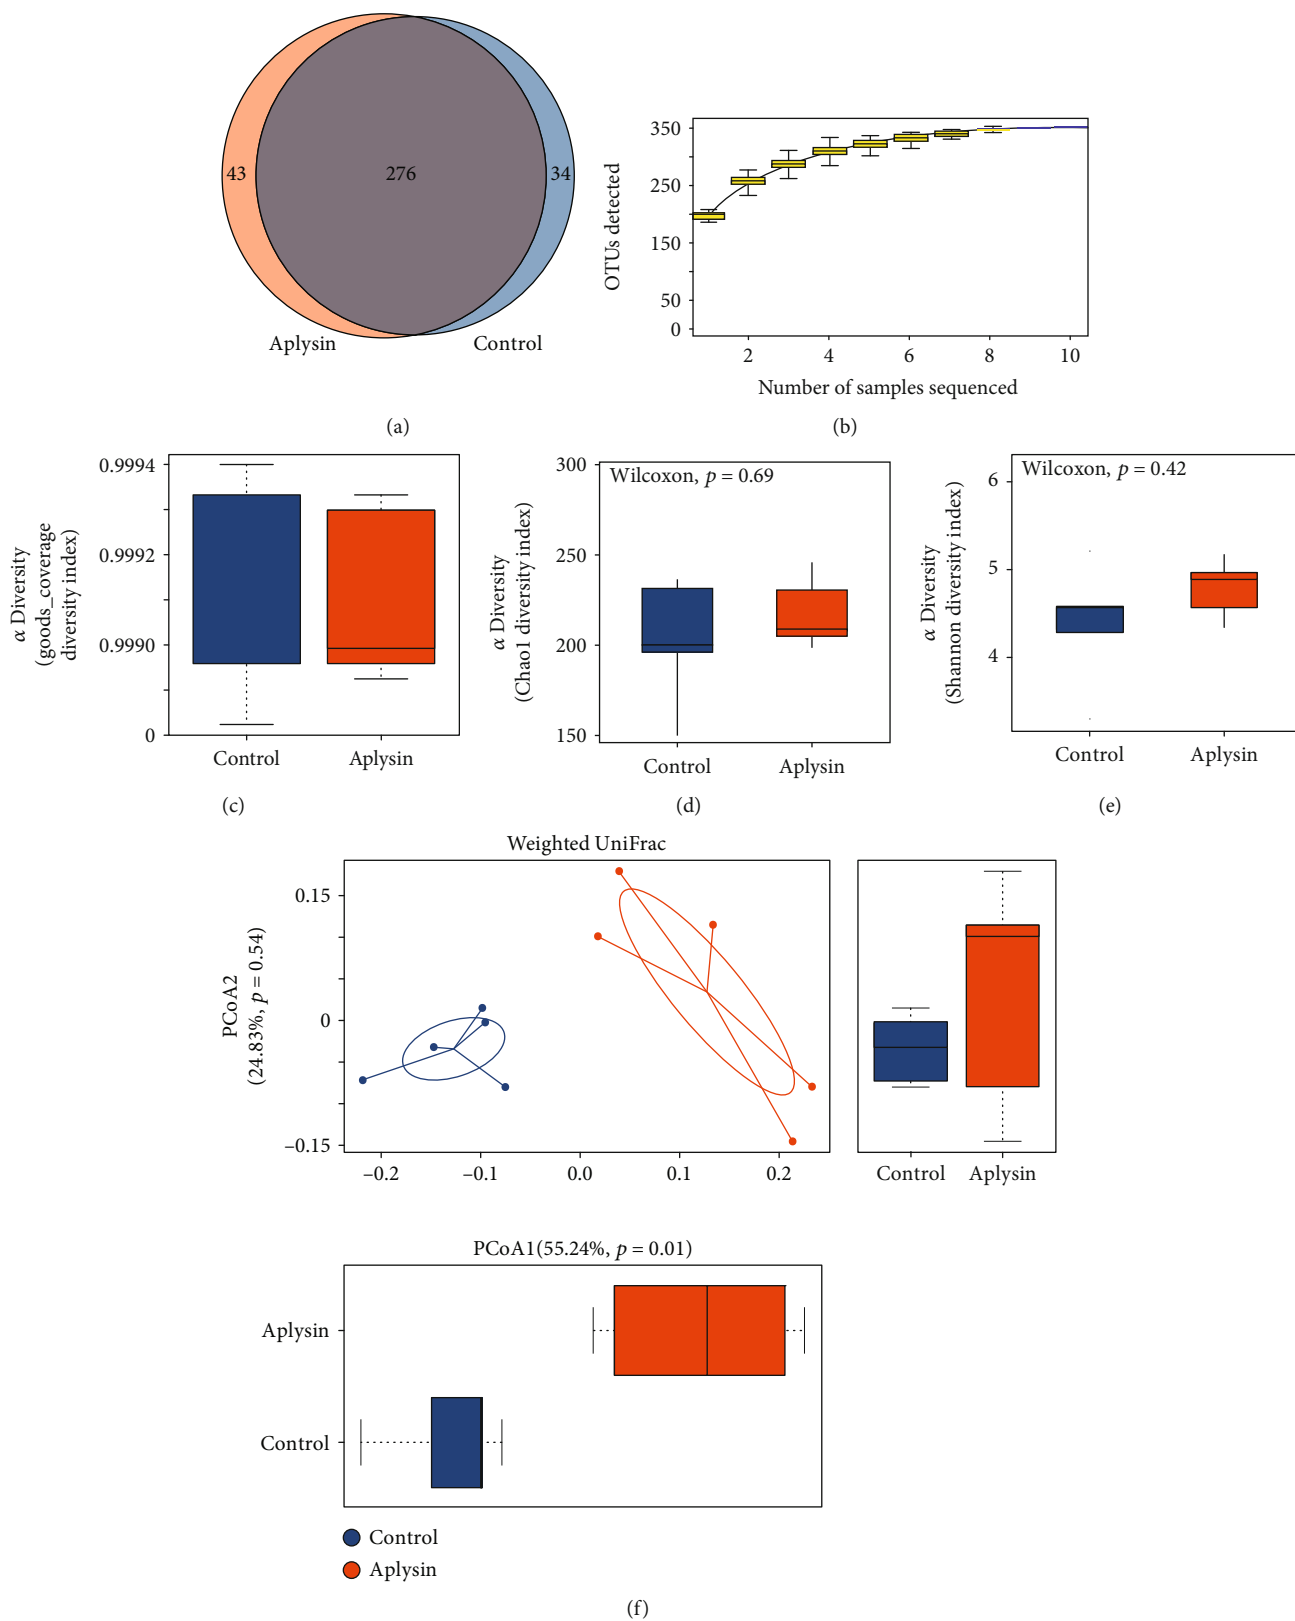 43
276
34
Aplysin
Control
(a)
350
250
150
50
0
OTUs detected
2
4
6
8
10
Number of samples sequenced
(b)
0.9994
0.9992
0.9990
0
α Diversity
(goods_coverage
diversity index)
Control
Aplysin
(c)
Wilcoxon, p = 0.69
300
250
200
150
α Diversity
(Chao1 diversity index)
Control
Aplysin
(d)
Wilcoxon, p = 0.42
6
5
4
α Diversity
(Shannon diversity index)
Control
Aplysin
(e)
Weighted UniFrac
0.15
0
–0.15
PCoA2
(24.83%, p = 0.54)
–0.2
–0.1
0.0
0.1
0.2
Control
Aplysin
PCoA1(55.24%, p = 0.01)
Aplysin
Control
Control
Aplysin
(f)